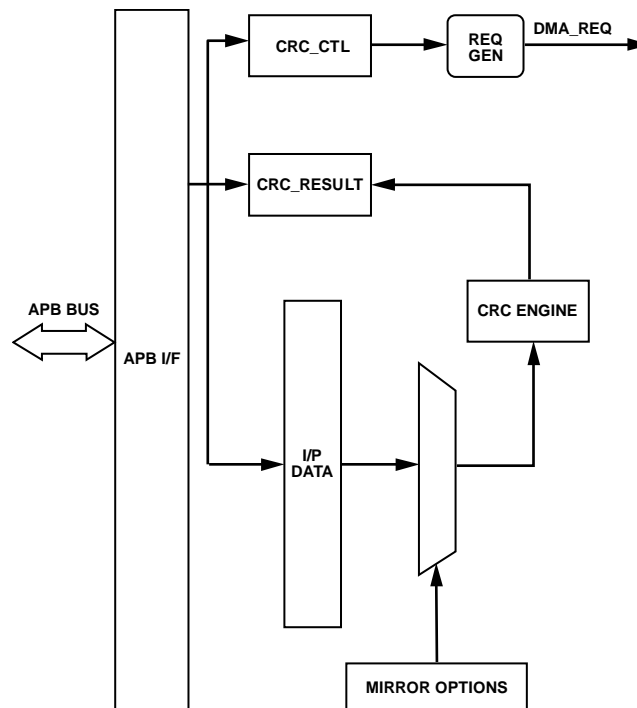 CRC_CTL
REQ
GEN
DMA_REQ
CRC_RESULT
APB BUS
APB I/F
CRC ENGINE
I/P
DATA
MIRROR OPTIONS